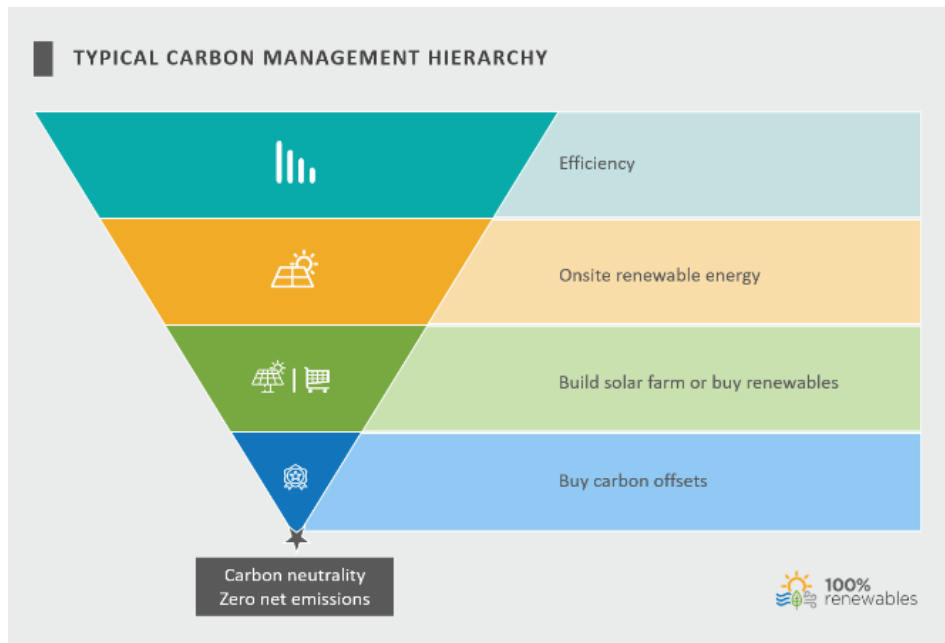 TYPICAL CARBON MANAGEMENT HIERARCHY
Efficiency
Onsite renewable energy
Build solar farm or buy renewables
Buy carbon offsets
Carbon neutrality
Zero net emissions
100%
renewables